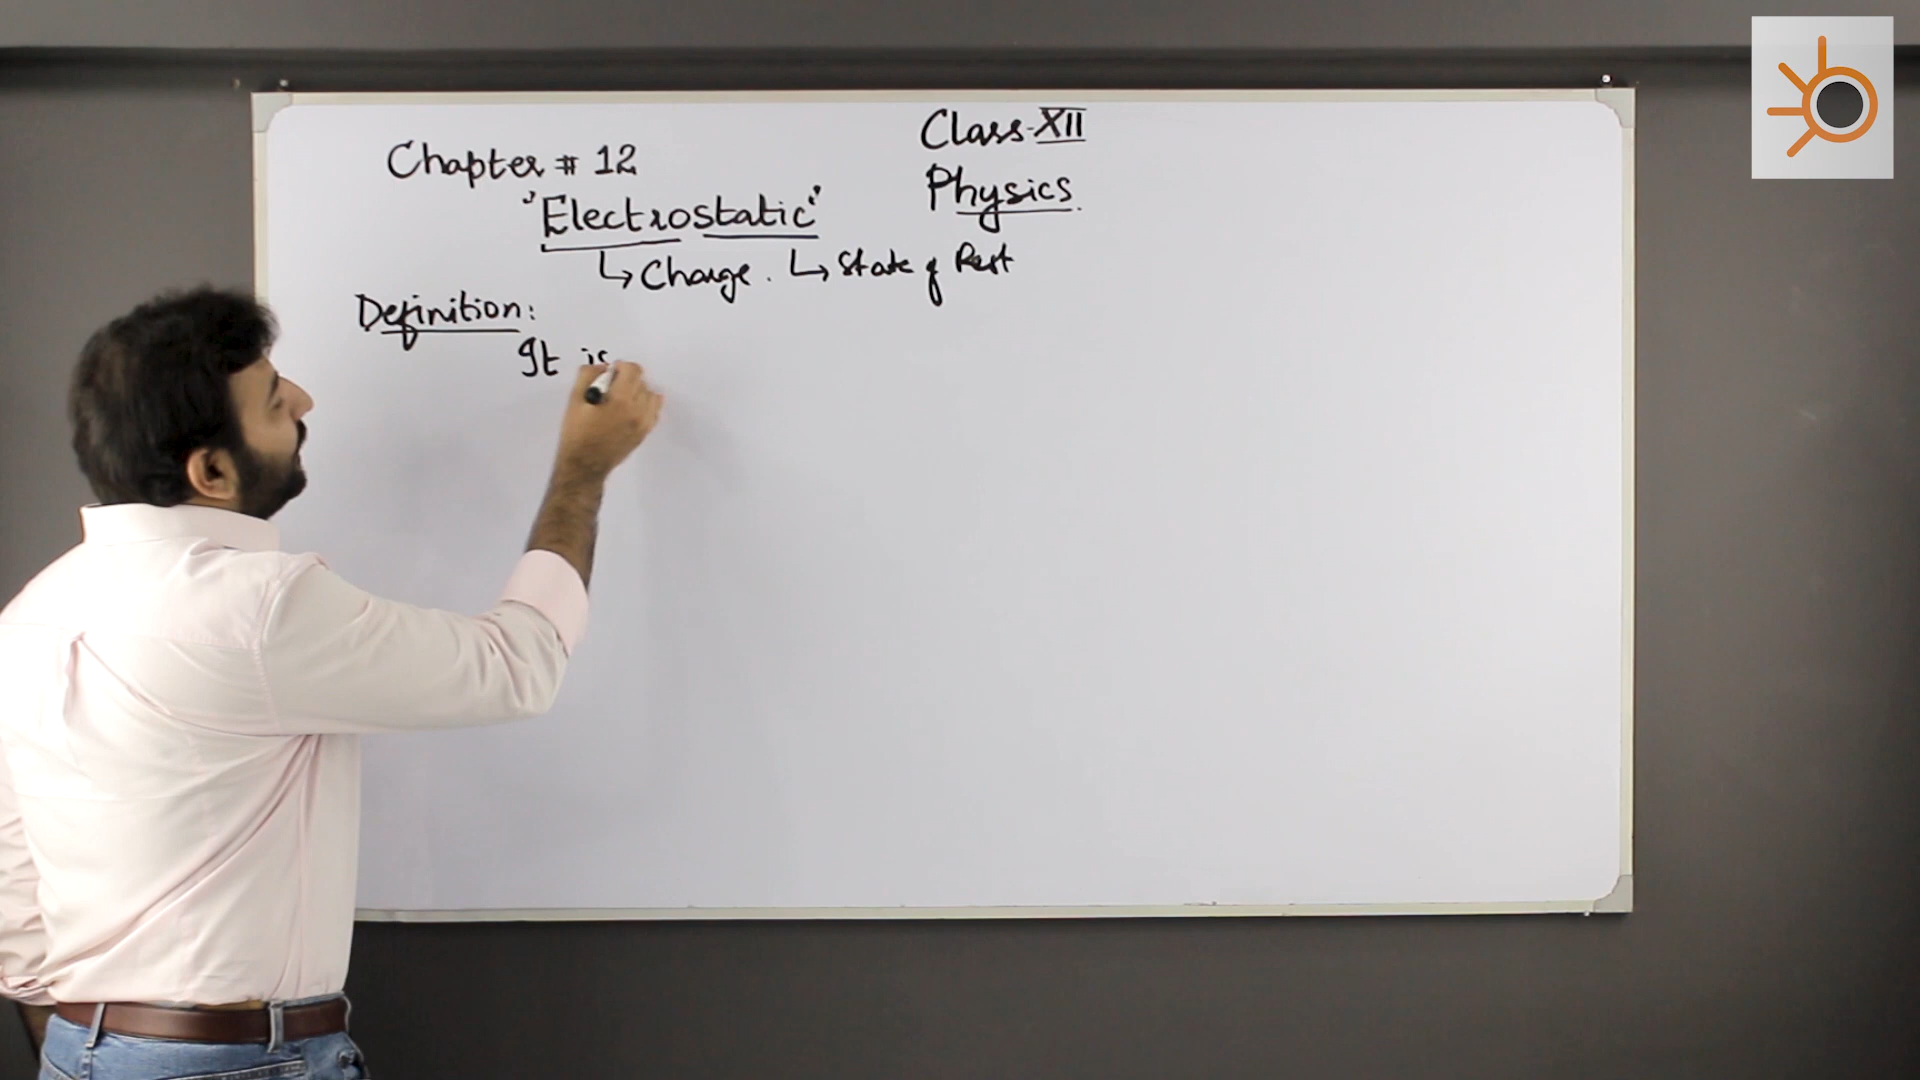 Class-XII
Chapter # 12
Physics.
"Electrostatic"
↳ Charge. ↳ State of Rest
Definition:
It is